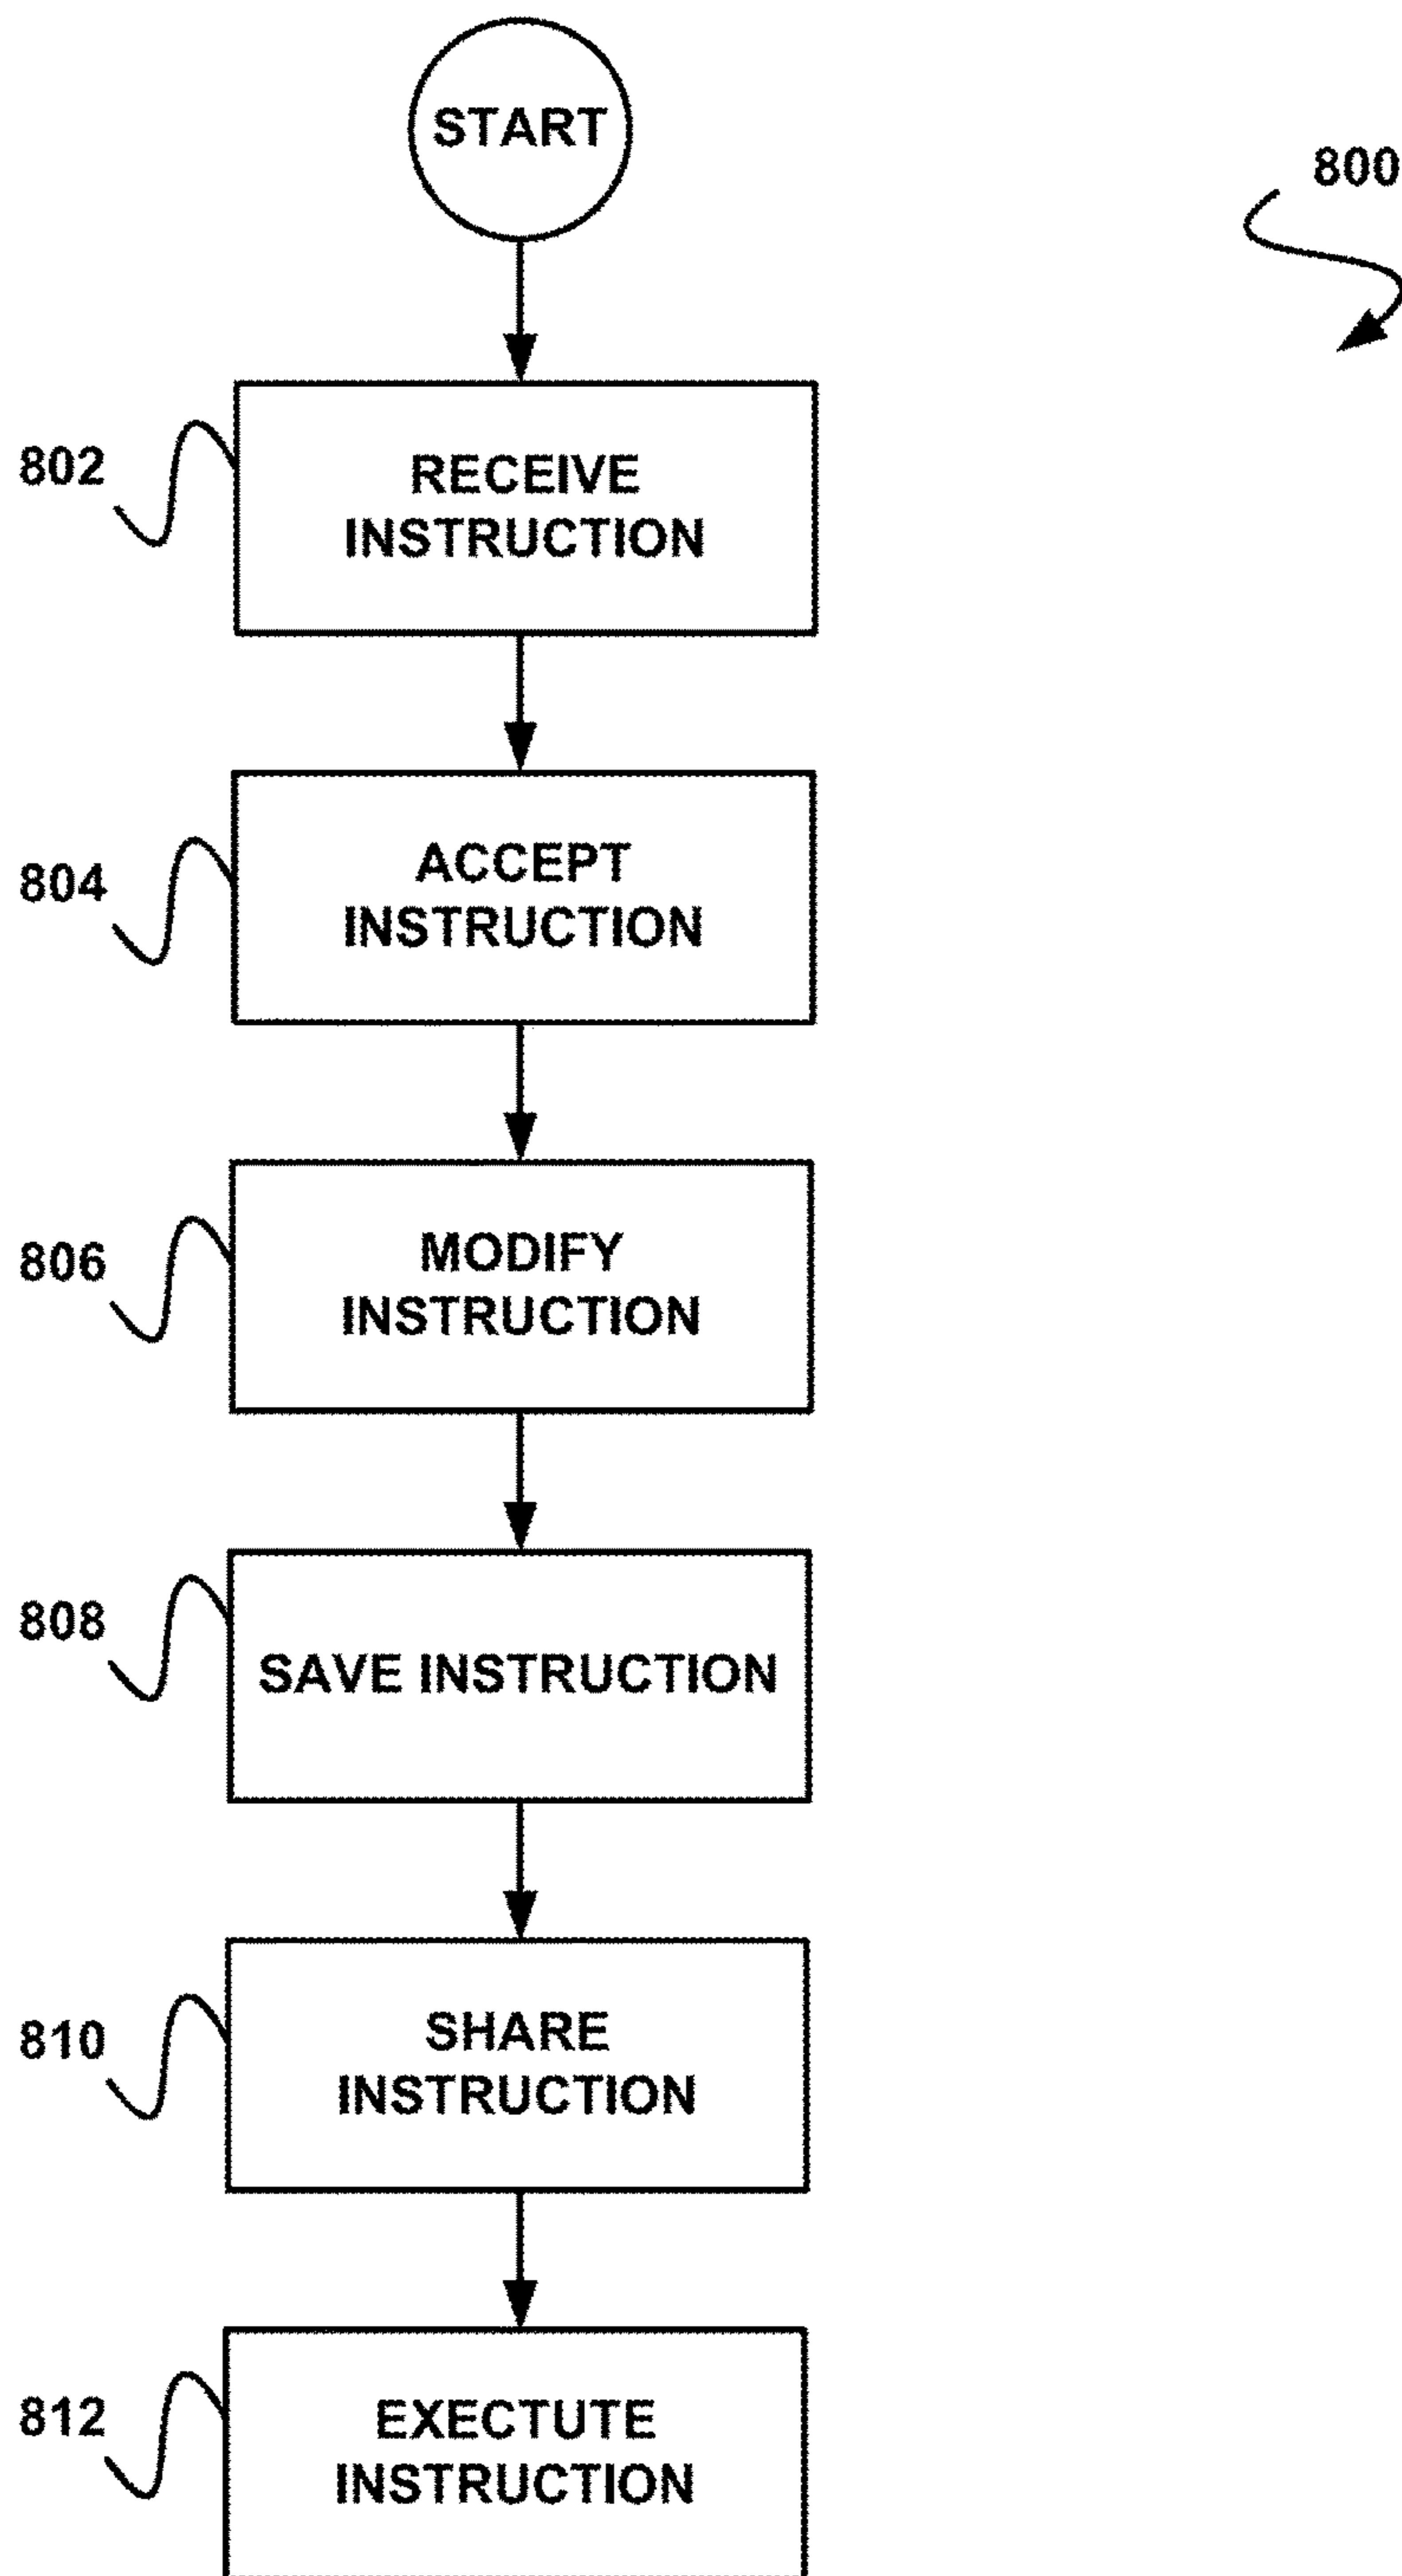 START
800
802
RECEIVE
INSTRUCTION
804
ACCEPT
INSTRUCTION
806
MODIFY
INSTRUCTION
808
SAVE INSTRUCTION
810
SHARE
INSTRUCTION
812
EXECTUTE
INSTRUCTION